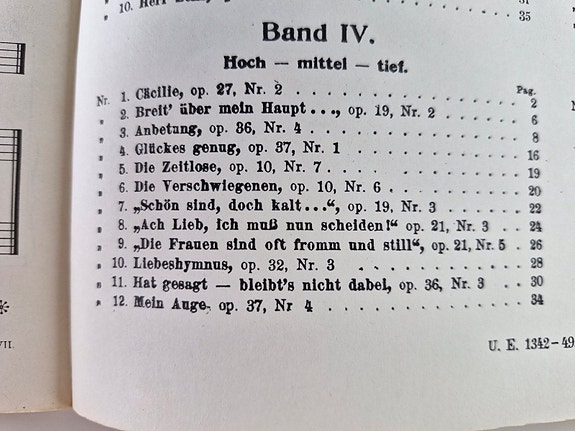 „ 10.
31
35
Band IV.
Hoch — mittel — tief.
Pag.
Nr. 1. Cäcilie, op. 27, Nr. 2 . . . . . . . . . . . . 2
„ 2. Breit' über mein Haupt..., op. 19, Nr. 2 . . . . . 6
„ 3. Anbetung, op. 36, Nr. 4 . . . . . . . . . . . . 8
„ 4. Glückes genug, op. 37, Nr. 1 . . . . . . . . . . 16
„ 5. Die Zeitlose, op. 10, Nr. 7 . . . . . . . . . . . 19
„ 6. Die Verschwiegenen, op. 10, Nr. 6 . . . . . . . . 20
„ 7. „Schön sind, doch kalt...“, op. 19, Nr. 3 . . . . . 22
„ 8. „Ach Lieb, ich muß nun scheiden!“ op. 21, Nr. 3 . . 24
„ 9. „Die Frauen sind oft fromm und still“, op. 21, Nr. 5 . 26
„ 10. Liebeshymnus, op. 32, Nr. 3 . . . . . . . . . . 28
„ 11. Hat gesagt — bleibt's nicht dabei, op. 36, Nr. 3 . . 30
„ 12. Mein Auge, op. 37, Nr 4 . . . . . . . . . . . . 34
U. E. 1342-49
VII.